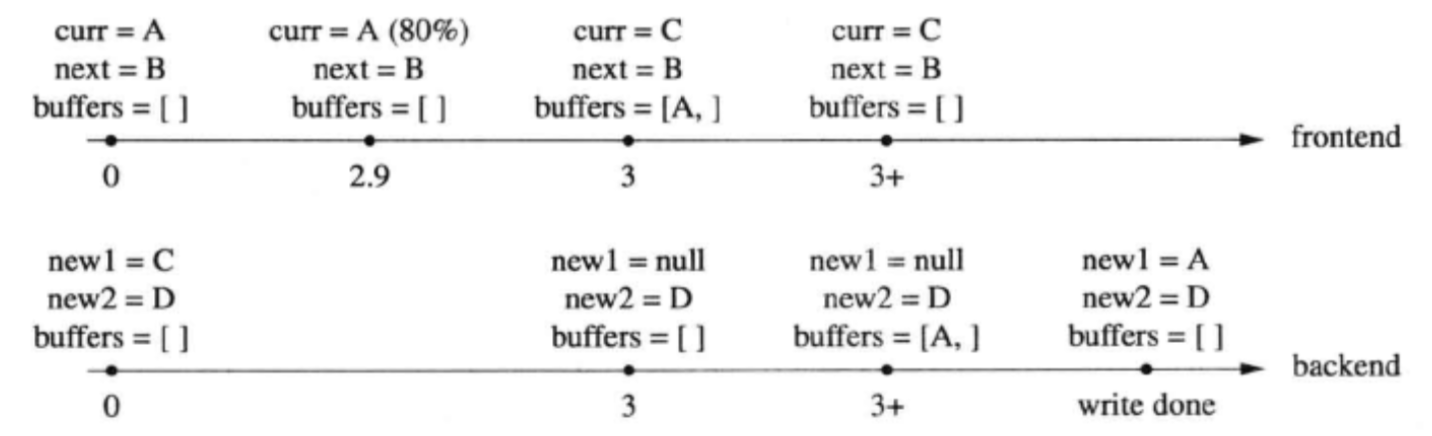 curr = A
next = B
buffers = [ ]
curr = A (80%)
next = B
buffers = [ ]
curr = C
next = B
buffers = [A, ]
curr = C
next = B
buffers = [ ]
frontend
0
2.9
3
3+
new1 = C
new2 = D
buffers = [ ]
new1 = null
new2 = D
buffers = [ ]
new1 = null
new2 = D
buffers = [A, ]
new1 = A
new2 = D
buffers = [ ]
backend
0
3
3+
write done